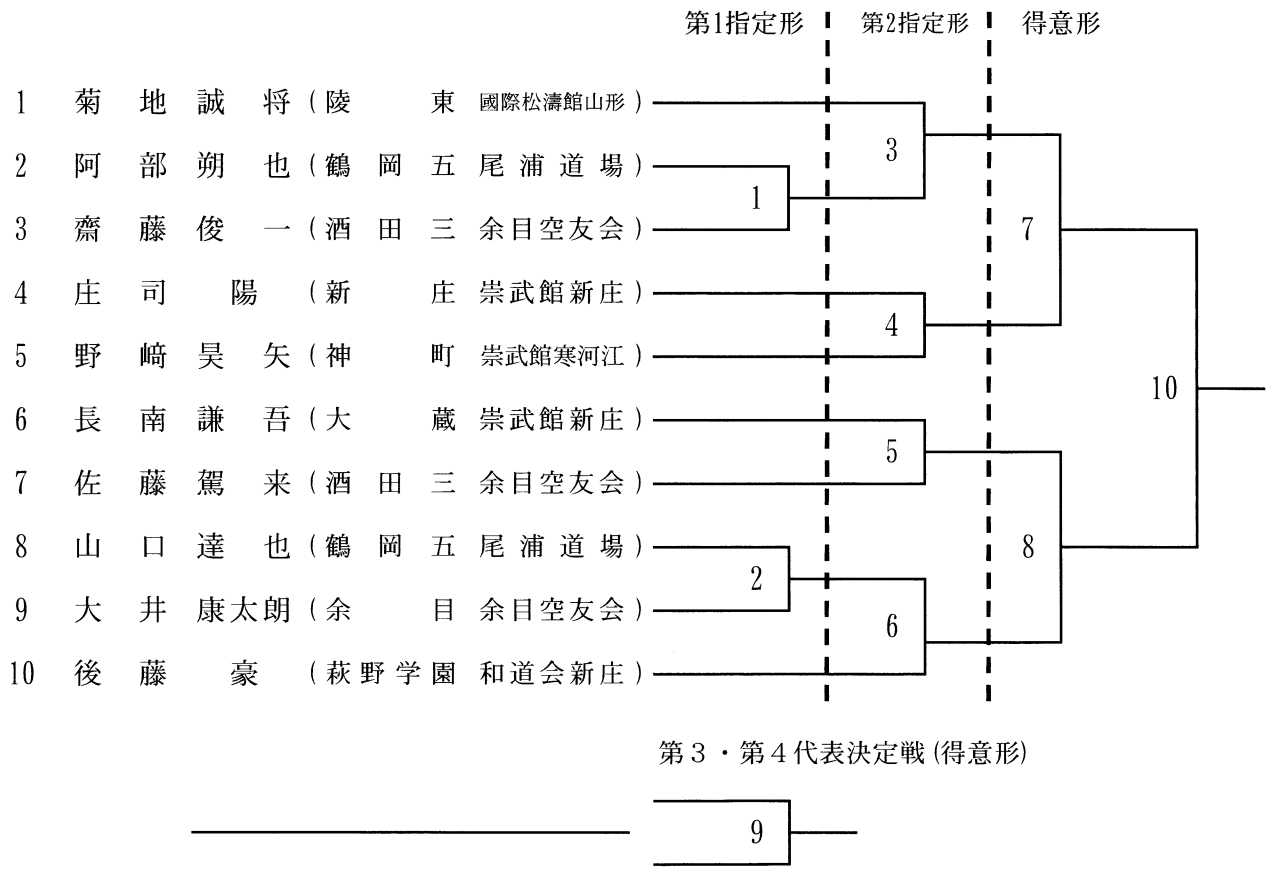 第1指定形 第2指定形 得意形
1 菊地誠将(陵東 國際松濤館山形)
2 阿部朔也(鶴岡五 尾浦道場)
3 齋藤俊一(酒田三 余目空友会)
4 庄司陽(新庄 崇武館新庄)
5 野﨑昊矢(神町 崇武館寒河江)
6 長南謙吾(大蔵 崇武館新庄)
7 佐藤駕来(酒田三 余目空友会)
8 山口達也(鶴岡五 尾浦道場)
9 大井康太朗(余目 余目空友会)
10 後藤豪(萩野学園 和道会新庄)
1
2
3
4
5
6
7
8
10
第3・第4代表決定戦(得意形)
9